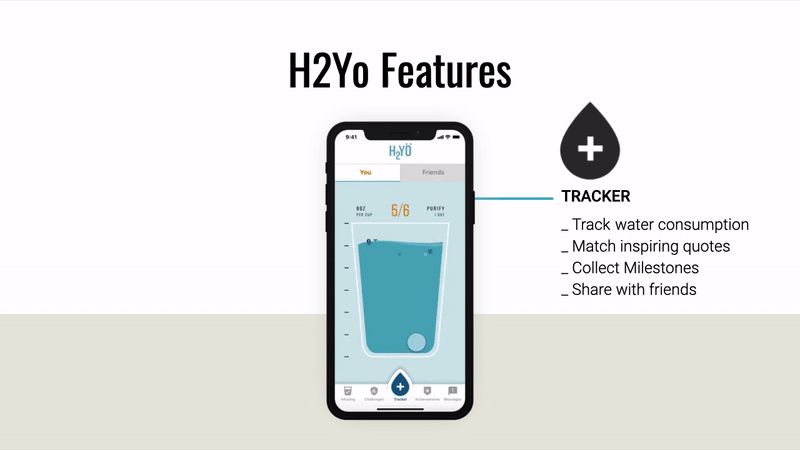 H2Yo Features
9:41
H2YO
You
Friends
8OZ
PER CUP
5/6
PURIFY
1 DAY
TRACKER
_ Track water consumption
_ Match inspiring quotes
_ Collect Milestones
_ Share with friends
Infusing
Challenges
Tracker
Achievements
Messages